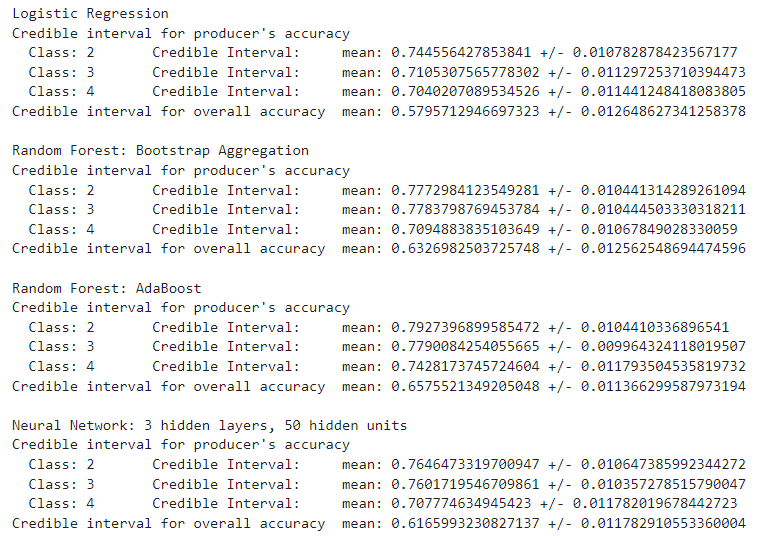 Logistic Regression
Credible interval for producer's accuracy
Class: 2 Credible Interval: mean: 0.744556427853841 +/- 0.010782878423567177
Class: 3 Credible Interval: mean: 0.7105307565778302 +/- 0.011297253710394473
Class: 4 Credible Interval: mean: 0.7040207089534526 +/- 0.011441248418083805
Credible interval for overall accuracy mean: 0.5795712946697323 +/- 0.012648627341258378
Random Forest: Bootstrap Aggregation
Credible interval for producer's accuracy
Class: 2 Credible Interval: mean: 0.7772984123549281 +/- 0.010441314289261094
Class: 3 Credible Interval: mean: 0.7783798769453784 +/- 0.010444503330318211
Class: 4 Credible Interval: mean: 0.7094883835103649 +/- 0.01067849028330059
Credible interval for overall accuracy mean: 0.6326982503725748 +/- 0.012562548694474596
Random Forest: AdaBoost
Credible interval for producer's accuracy
Class: 2 Credible Interval: mean: 0.7927396899585472 +/- 0.0104410336896541
Class: 3 Credible Interval: mean: 0.7790084254055665 +/- 0.009964324118019507
Class: 4 Credible Interval: mean: 0.7428173745724604 +/- 0.011793504535819732
Credible interval for overall accuracy mean: 0.6575521349205048 +/- 0.011366299587973194
Neural Network: 3 hidden layers, 50 hidden units
Credible interval for producer's accuracy
Class: 2 Credible Interval: mean: 0.7646473319700947 +/- 0.010647385992344272
Class: 3 Credible Interval: mean: 0.7601719546709861 +/- 0.010357278515790047
Class: 4 Credible Interval: mean: 0.707774634945423 +/- 0.011782019678442723
Credible interval for overall accuracy mean: 0.6165993230827137 +/- 0.011782910553360004